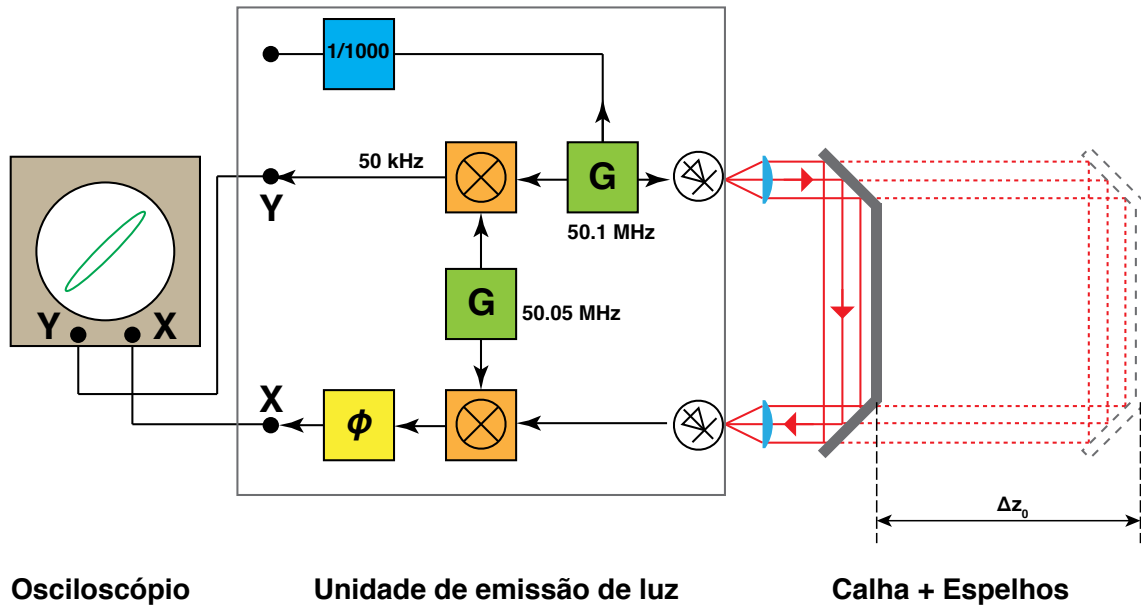 1/1000
50 kHz
Y
G
50.1 MHz
G
50.05 MHz
Y X
X
ϕ
Δz₀
Osciloscópio
Unidade de emissão de luz
Calha + Espelhos